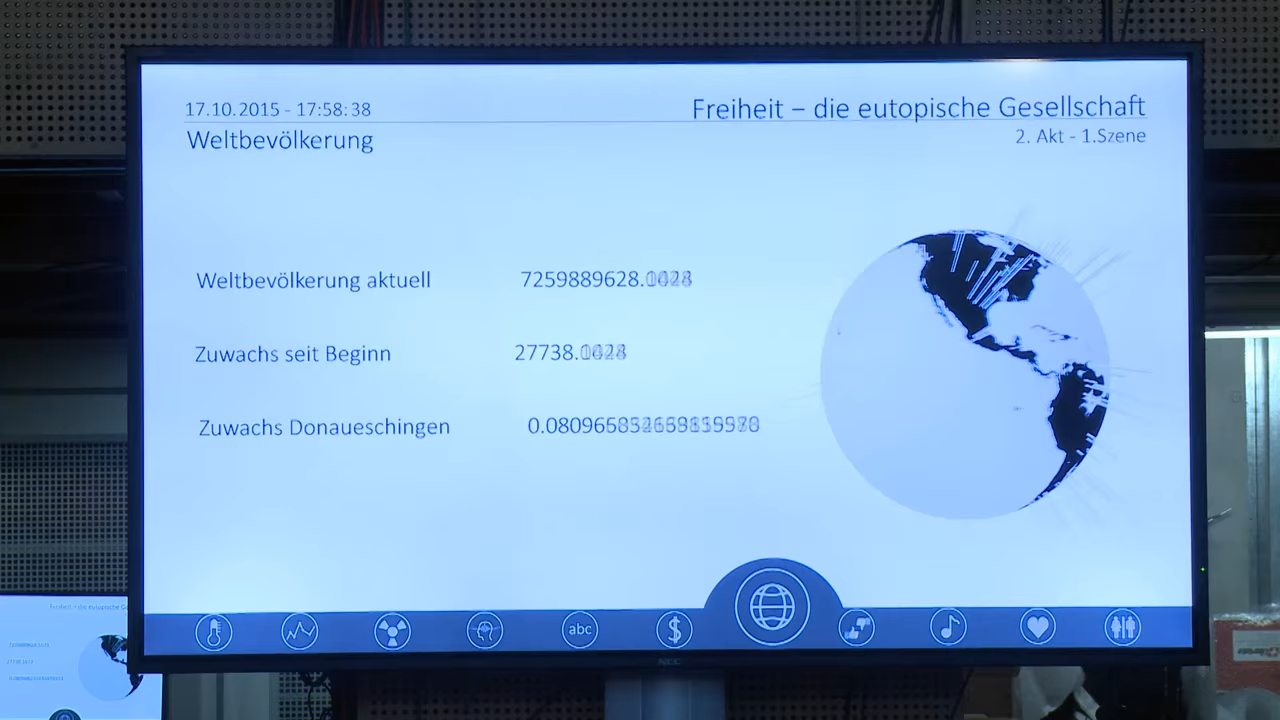 17.10.2015 - 17:58:38
Freiheit – die eutopische Gesellschaft
Weltbevölkerung
2. Akt - 1.Szene
Weltbevölkerung aktuell 7259889628.
Zuwachs seit Beginn 27738.
Zuwachs Donaueschingen 0.080965
abc
$
NEC